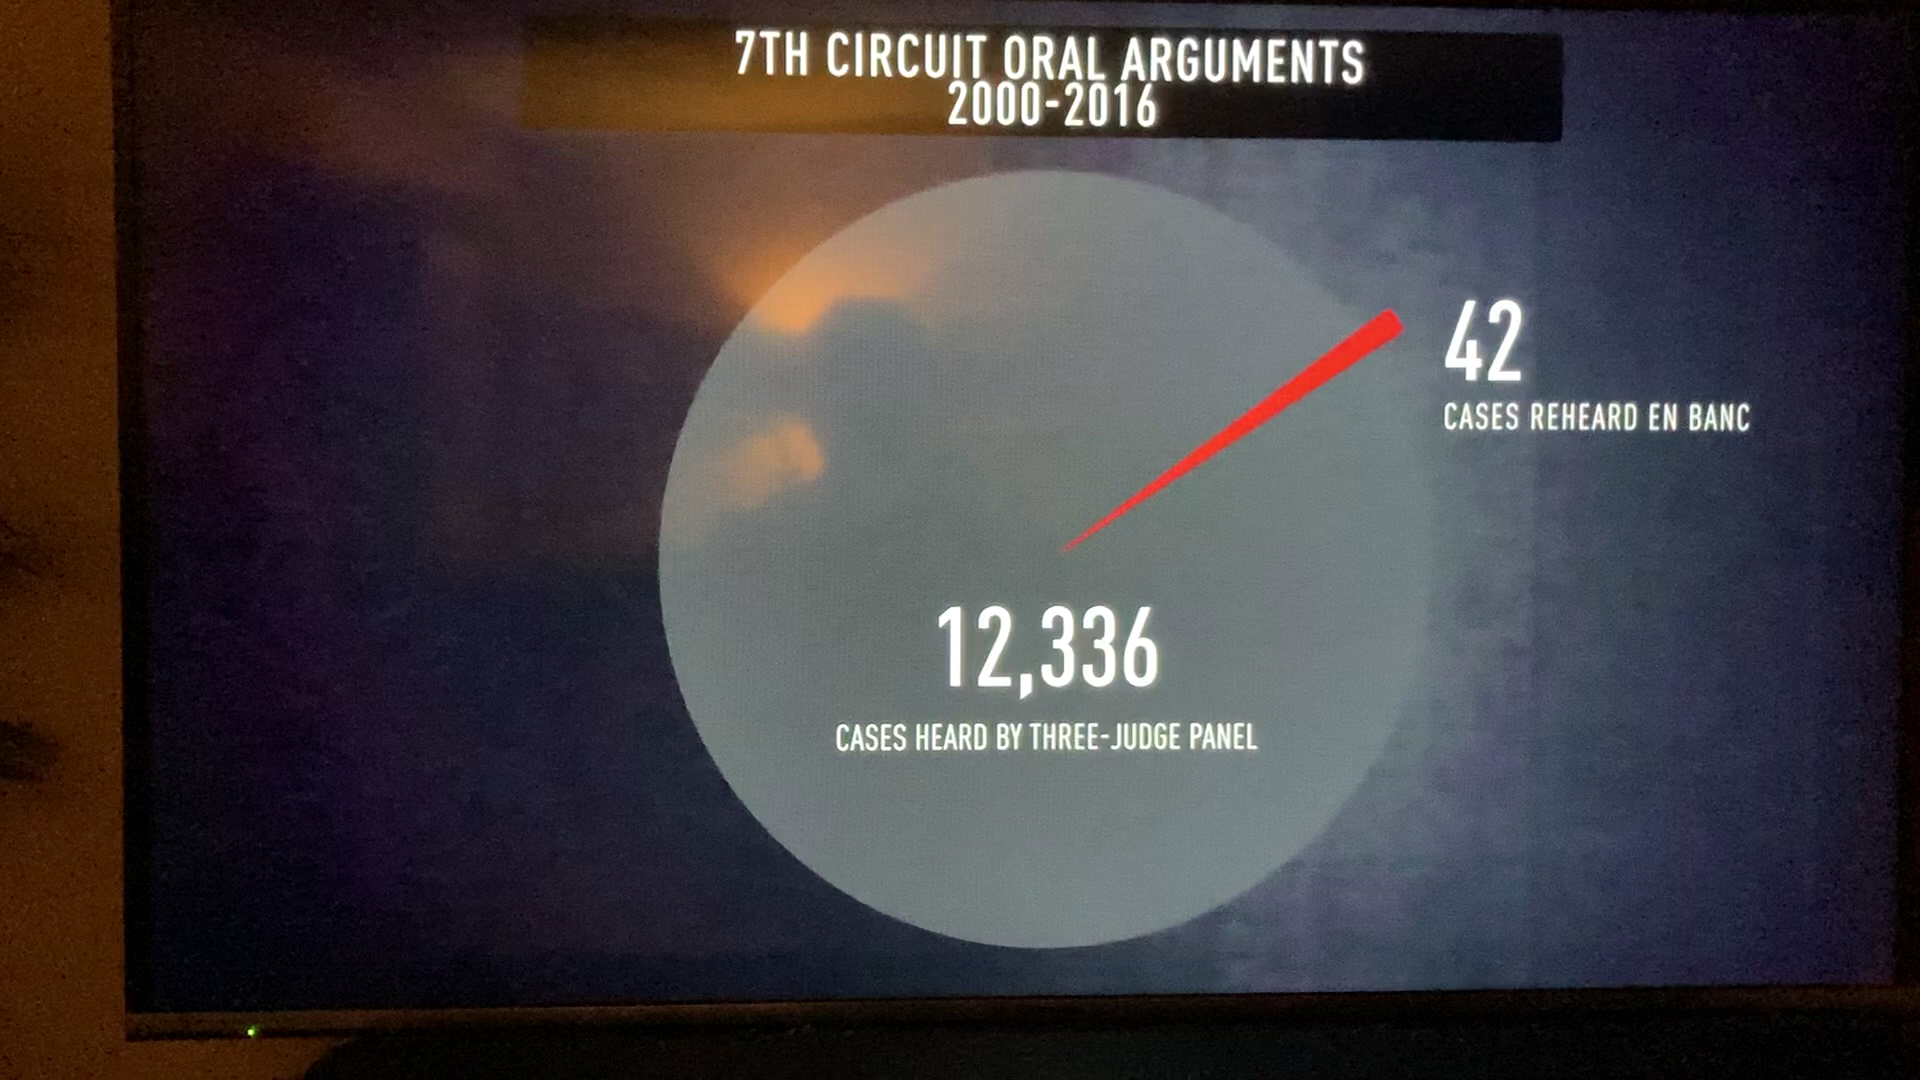 7TH CIRCUIT ORAL ARGUMENTS
2000-2016
42
CASES REHEARD EN BANC
12,336
CASES HEARD BY THREE-JUDGE PANEL